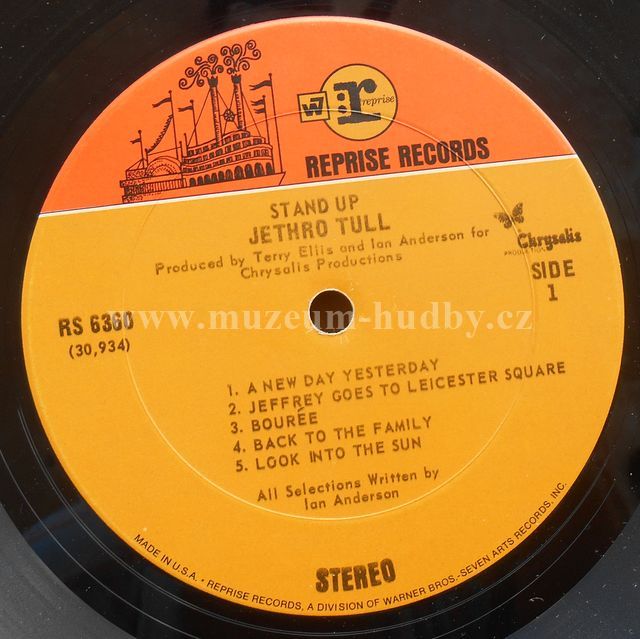 W7
r:
reprise
REPRISE RECORDS
STAND UP
JETHRO TULL
Produced by Terry Ellis and Ian Anderson for
Chrysalis Productions
Chrysalis
PRODUCTION
SIDE
1
RS 6360
(30,934)
www.muzeum-hudby.cz
1. A NEW DAY YESTERDAY
2. JEFFREY GOES TO LEICESTER SQUARE
3. BOURÉE
4. BACK TO THE FAMILY
5. LOOK INTO THE SUN
All Selections Written by
Ian Anderson
STEREO
MADE IN U.S.A. • REPRISE RECORDS, A DIVISION OF WARNER BROS.-SEVEN ARTS RECORDS, INC.